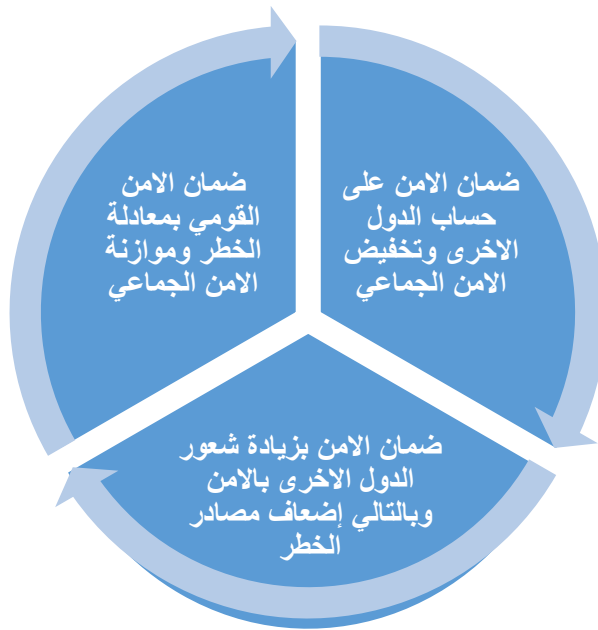 ضمان الامن على
حساب الدول
الاخرى وتخفيض
الامن الجماعي
ضمان الامن بزيادة شعور
الدول الاخرى بالامن
وبالتالي إضعاف مصادر
الخطر
ضمان الامن
القومي بمعادلة
الخطر وموازنة
الامن الجماعي